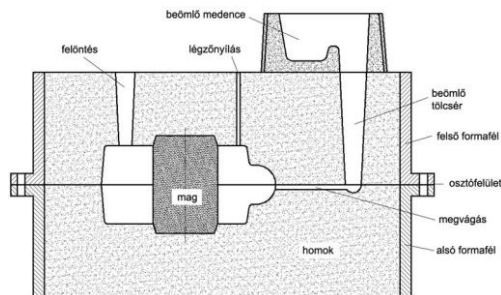 beömlő medence
felöntés
légzőnyílás
beömlő
tölcsér
felső formafél
osztófelület
mag
megvágás
homok
alsó formafél